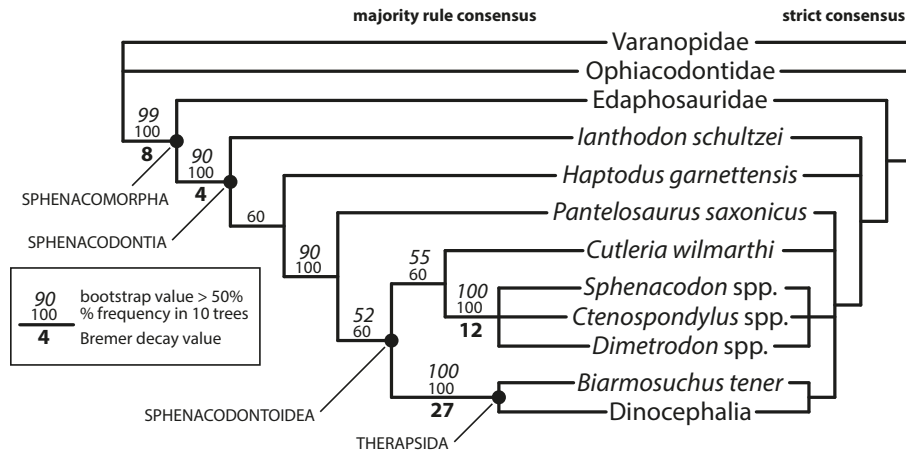 majority rule consensus
strict consensus
Varanopidae
Ophiacodontidae
Edaphosauridae
99
100
8
Ianthodon schultzei
90
100
4
SPHENACOMORPHA
Haptodus garnettensis
60
Pantelosaurus saxonicus
SPHENACODONTIA
90
100
Cutleria wilmarthi
55
60
Sphenacodon spp.
100
100
12
Ctenospondylus spp.
Dimetrodon spp.
52
60
90
100
4
bootstrap value > 50%
% frequency in 10 trees
Bremer decay value
Biarmosuchus tener
100
100
27
Dinocephalia
SPHENACODONTOIDEA
THERAPSIDA